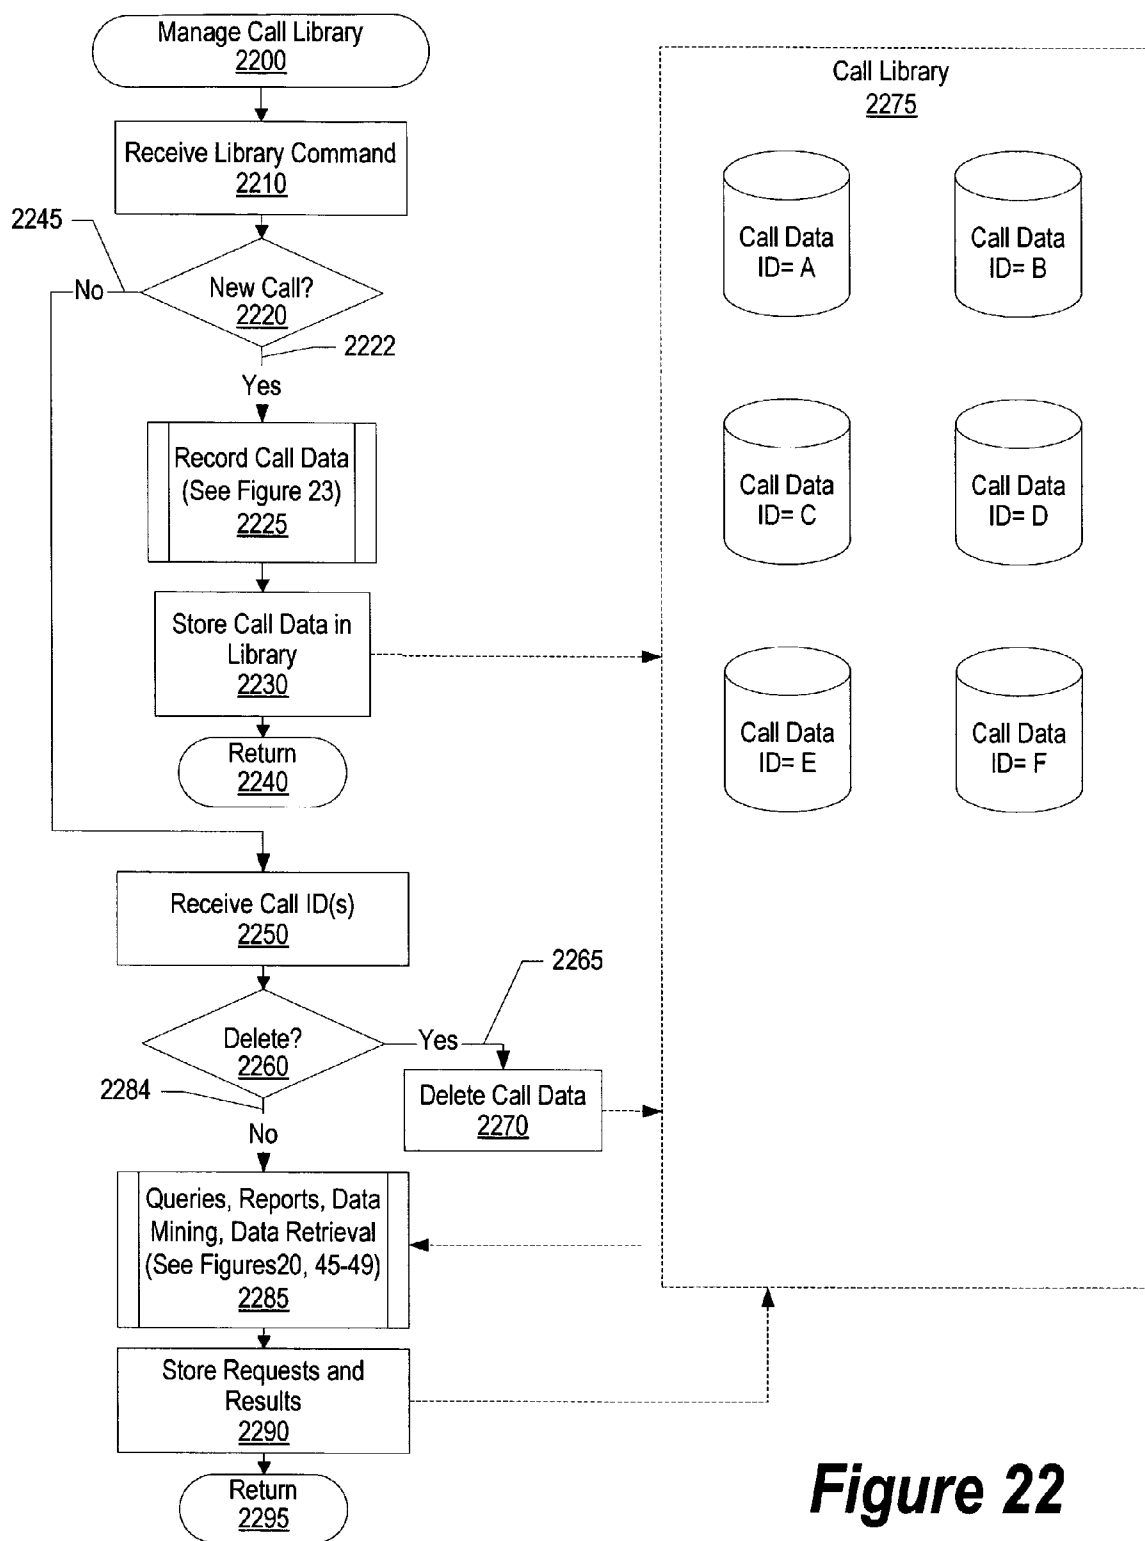 Manage Call Library
2200
Receive Library Command
2210
2245
No
New Call?
2220
2222
Yes
Record Call Data
(See Figure 23)
2225
Store Call Data in
Library
2230
Return
2240
Receive Call ID(s)
2250
2265
Delete?
2260
Yes
2284
Delete Call Data
2270
No
Queries, Reports, Data
Mining, Data Retrieval
(See Figures20, 45-49)
2285
Store Requests and
Results
2290
Return
2295
Call Library
2275
Call Data
ID= A
Call Data
ID= B
Call Data
ID= C
Call Data
ID= D
Call Data
ID= E
Call Data
ID= F
Figure 22